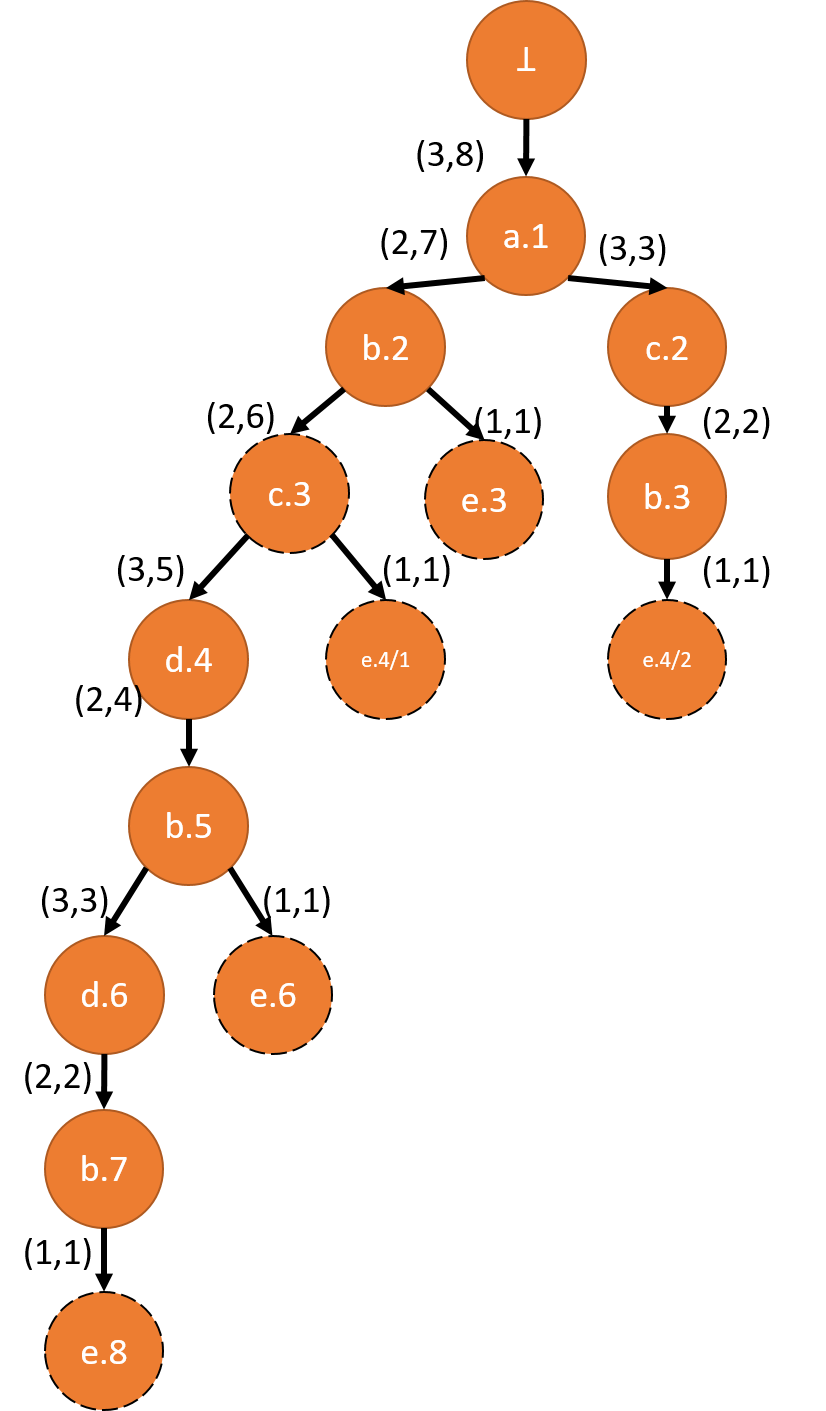 ⊥
(3,8)
a.1
(2,7)
(3,3)
b.2
c.2
(2,6)
(1,1)
(2,2)
c.3
e.3
b.3
(3,5)
(1,1)
(1,1)
d.4
e.4/1
e.4/2
(2,4)
b.5
(3,3)
(1,1)
d.6
e.6
(2,2)
b.7
(1,1)
e.8